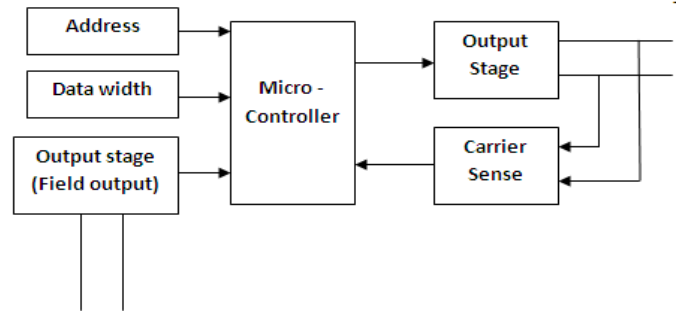 Address
Data width
Output stage
(Field output)
Micro -
Controller
Output
Stage
Carrier
Sense